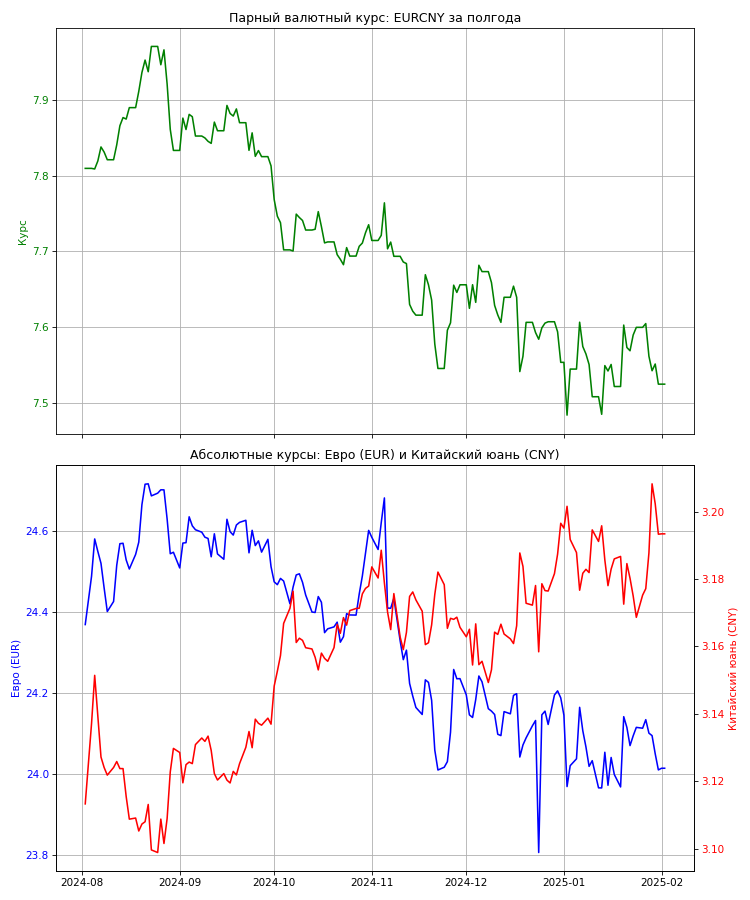 Парный валютный курс: EURCNY за полгода
7.9
7.8
7.7
7.6
7.5
Курс
Абсолютные курсы: Евро (EUR) и Китайский юань (CNY)
24.6
24.4
24.2
24.0
23.8
Евро (EUR)
3.20
3.18
3.16
3.14
3.12
3.10
Китайский юань (CNY)
2024-08 2024-09 2024-10 2024-11 2024-12 2025-01 2025-02